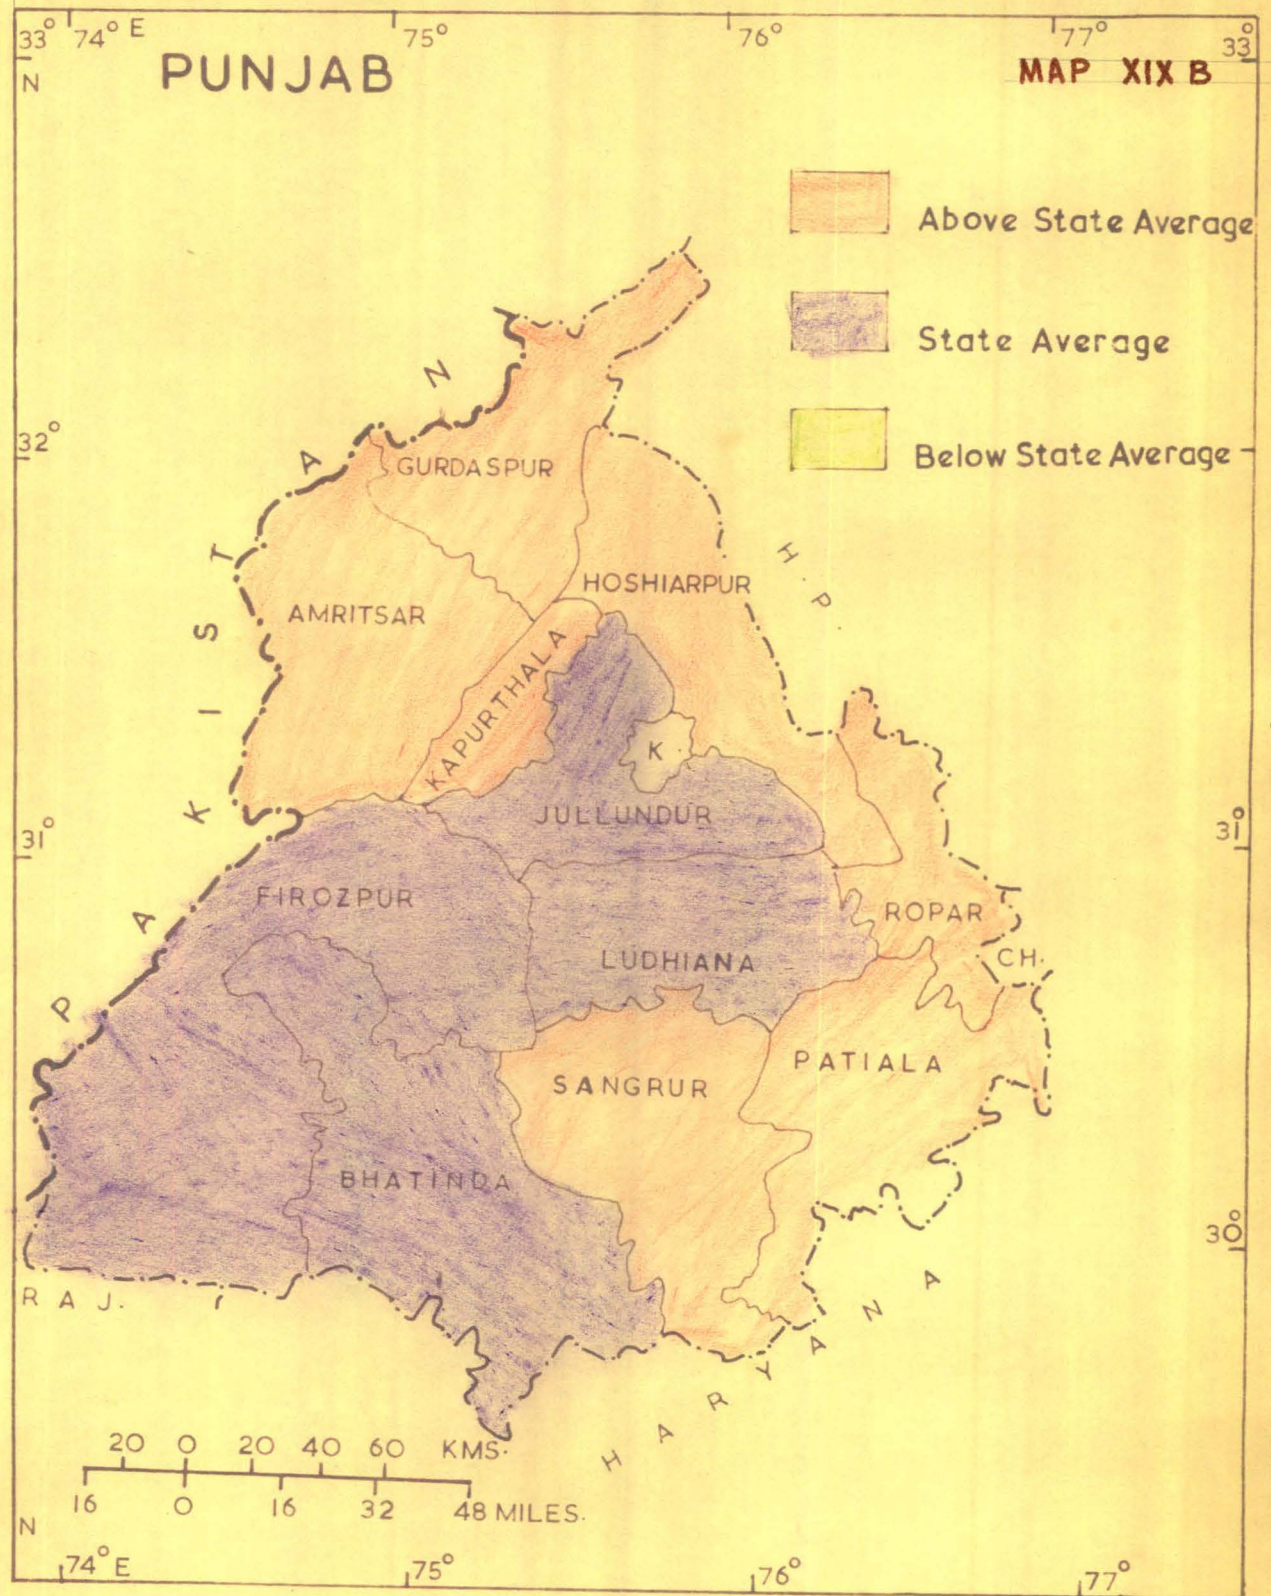 33° 74° E 75° 76° 77° 33°
N
PUNJAB
MAP XIX B
Above State Average
State Average
Below State Average
32°
PAKISTAN
GURDASPUR
H.P.
HOSHIARPUR
AMRITSAR
KAPURTHALA
K.
JULLUNDUR
31° 31°
FIROZPUR
ROPAR
LUDHIANA
CH.
PATIALA
SANGRUR
BHATINDA
30°
RAJ.
HARYANA
20 0 20 40 60 KMS.
16 0 16 32 48 MILES.
N
74° E 75° 76° 77°